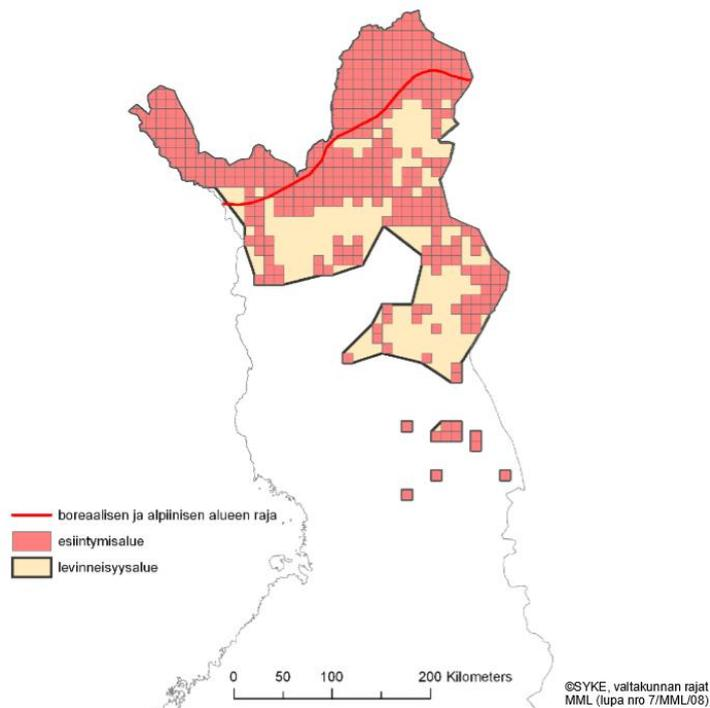 boreaalisen ja alpiinisen alueen raja
esiintymisalue
levinneisyysalue
0 50 100 200 Kilometers
©SYKE, valtakunnan rajat
MML (lupa nro 7/MML/08)